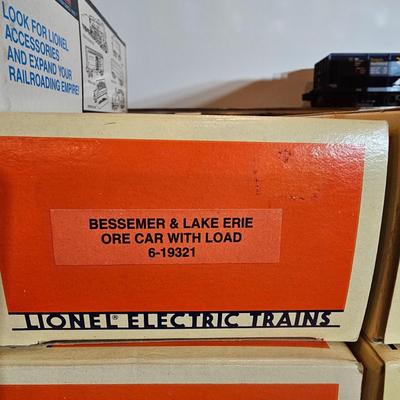 LOOK FOR LIONEL
ACCESSORIES
AND EXPAND YOUR
RAILROADING EMPIRE!
BESSEMER & LAKE ERIE
ORE CAR WITH LOAD
6-19321
LIONEL® ELECTRIC TRAINS